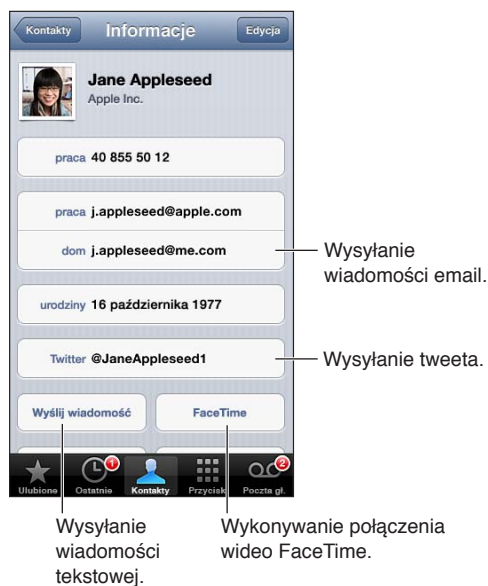 Kontakty Informacje Edycja
Jane Appleseed
Apple Inc.
praca 40 855 50 12
praca j.appleseed@apple.com
dom j.appleseed@me.com
Wysyłanie
wiadomości email.
urodziny 16 października 1977
Twitter @JaneAppleseed1
Wysyłanie tweeta.
Wyślij wiadomość FaceTime
1 2
Ulubione Ostatnie Kontakty Przycisk Poczta gł.
Wysyłanie
wiadomości
tekstowej.
Wykonywanie połączenia
wideo FaceTime.